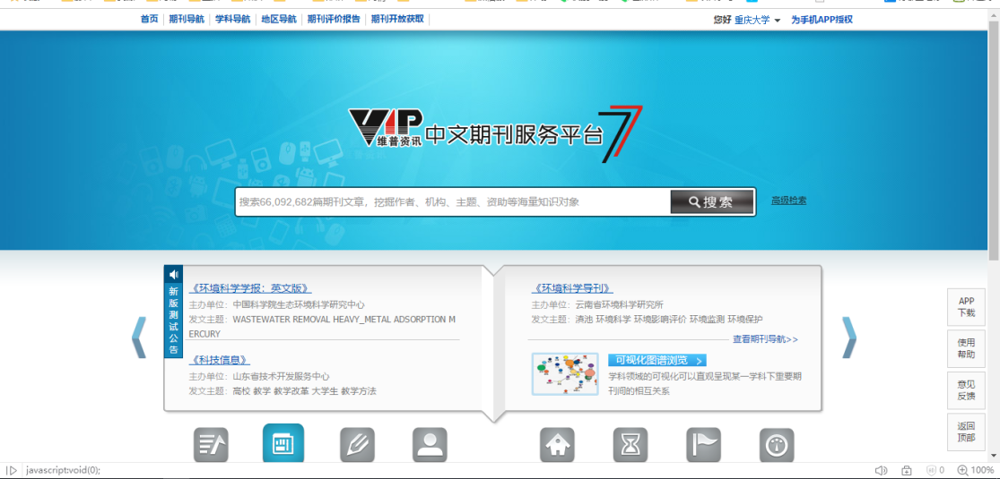 首页 期刊导航 学科导航 地区导航 期刊评价报告 期刊开放获取 您好 重庆大学 为手机APP授权
VIP 维普资讯 中文期刊服务平台 7
搜索66,092,682篇期刊文章，挖掘作者、机构、主题、资助等海量知识对象 搜索 高级检索
新版测试公告
《环境科学学报：英文版》
主办单位：中国科学院生态环境科学研究中心
发文主题：WASTEWATER REMOVAL HEAVY_METAL ADSORPTION M
ERCURY
《科技信息》
主办单位：山东省技术开发服务中心
发文主题：高校 教学 教学改革 大学生 教学方法
《环境科学导刊》
主办单位：云南省环境科学研究所
发文主题：滇池 环境科学 环境影响评价 环境监测 环境保护
查看期刊导航>>
可视化图谱浏览 >
学科领域的可视化可以直观呈现某一学科下重要期
刊间的相互关系
APP
下载
使用
帮助
意见
反馈
返回
顶部
javascript:void(0);
0 100%